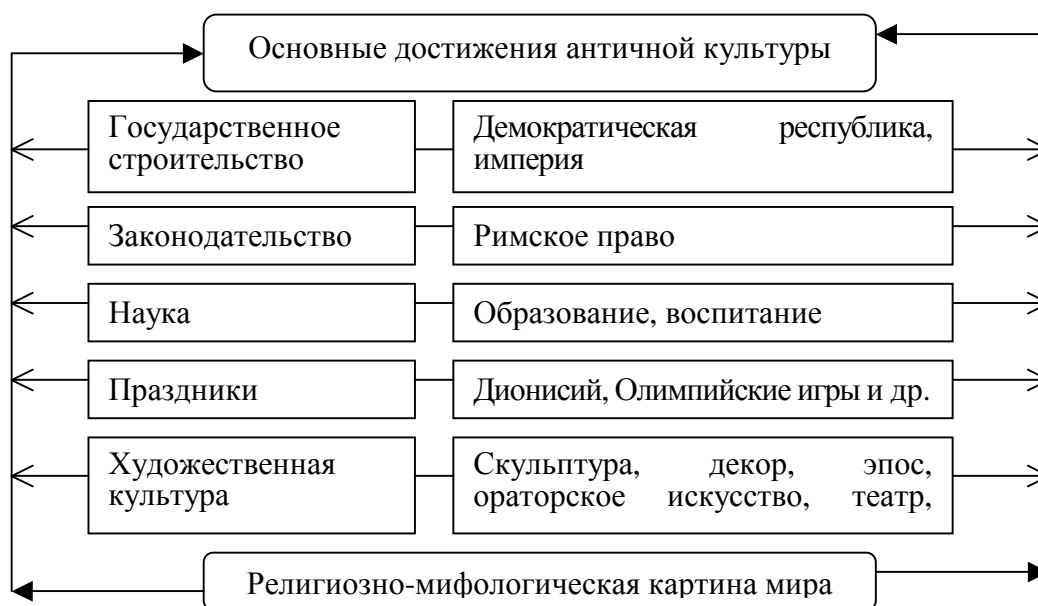 Основные достижения античной культуры
Государственное
строительство
Демократическая республика,
империя
Законодательство
Римское право
Наука
Образование, воспитание
Праздники
Дионисий, Олимпийские игры и др.
Художественная
культура
Скульптура, декор, эпос,
ораторское искусство, театр,
Религиозно-мифологическая картина мира